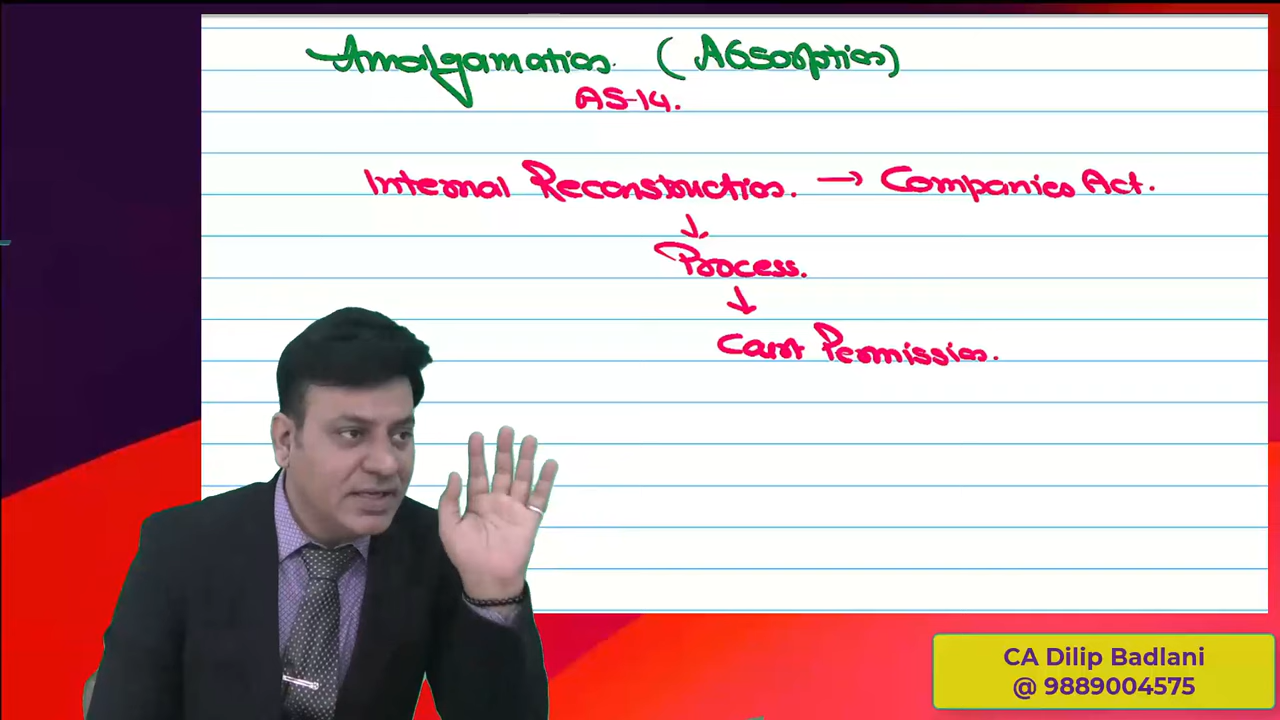 Amalgamation. (Absorption)
AS-14.
Internal Reconstruction. → Companies Act.
↓
Process.
↓
Court Permission.
CA Dilip Badlani
@ 9889004575